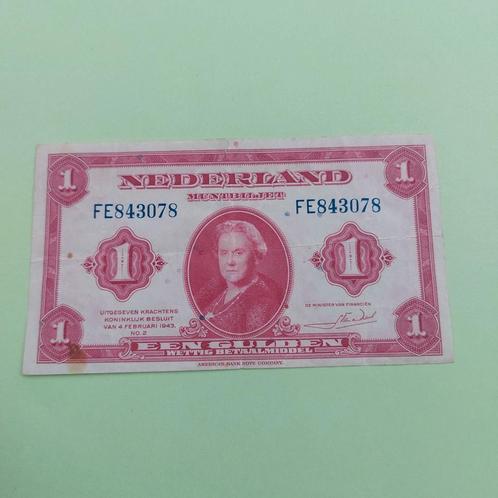 1 NEDERLAND 1
MUNTBILJET
FE843078 FE843078
1 1
UITGEGEVEN KRACHTENS
KONINKLIJK BESLUIT
VAN 4 FEBRUARI 1943.
NO. 2
DE MINISTER VAN FINANCIËN,
1 EEN GULDEN 1
WETTIG BETAALMIDDEL
AMERICAN BANK NOTE COMPANY.